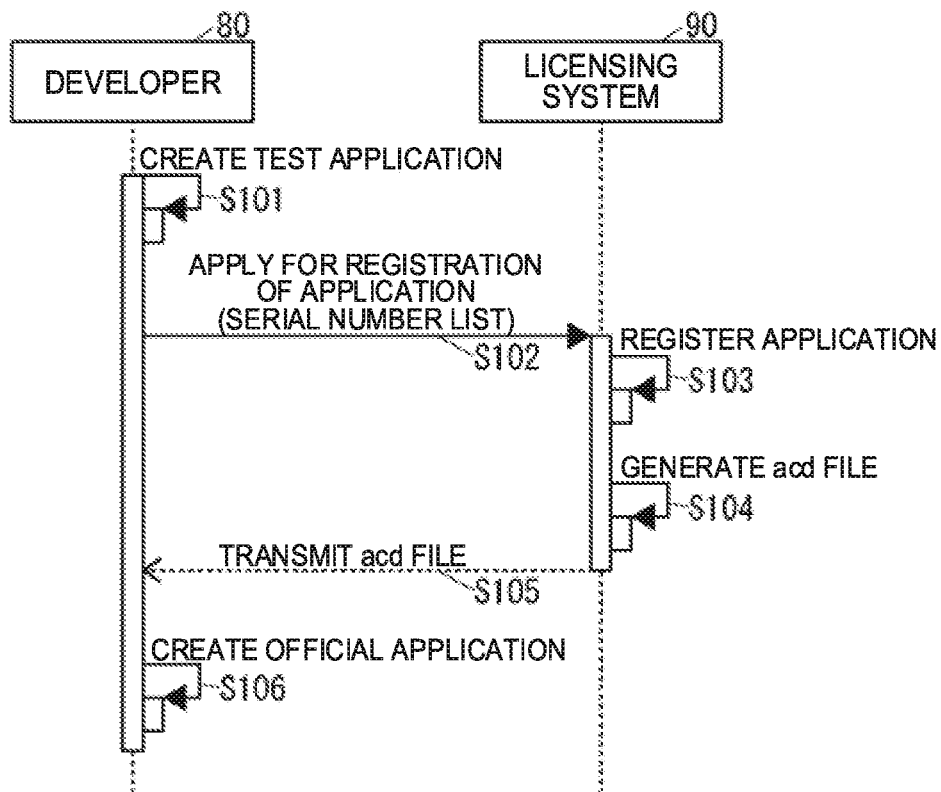 80
90
DEVELOPER
LICENSING
SYSTEM
CREATE TEST APPLICATION
S101
APPLY FOR REGISTRATION
OF APPLICATION
(SERIAL NUMBER LIST)
S102
REGISTER APPLICATION
S103
GENERATE acd FILE
S104
TRANSMIT acd FILE
S105
CREATE OFFICIAL APPLICATION
S106